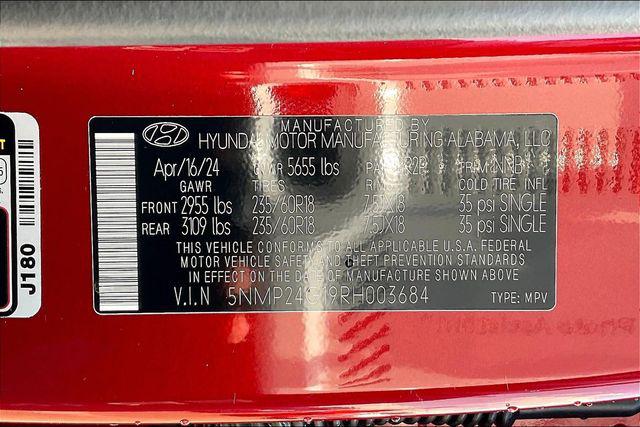 MANUFACTURED BY
HYUNDAI MOTOR MANUFACTURING ALABAMA, LLC
Apr/16/24 GVWR 5655 lbs
GAWR TIRES COLD TIRE INFL
FRONT 2955 lbs 235/60R18 7.5JX18 35 psi SINGLE
REAR 3109 lbs 235/60R18 7.5JX18 35 psi SINGLE
THIS VEHICLE CONFORMS TO ALL APPLICABLE U.S.A. FEDERAL
MOTOR VEHICLE SAFETY AND THEFT PREVENTION STANDARDS
IN EFFECT ON THE DATE OF MANUFACTURE SHOWN ABOVE
V.I.N 5NMP24G19RH003684 TYPE: MPV
J180